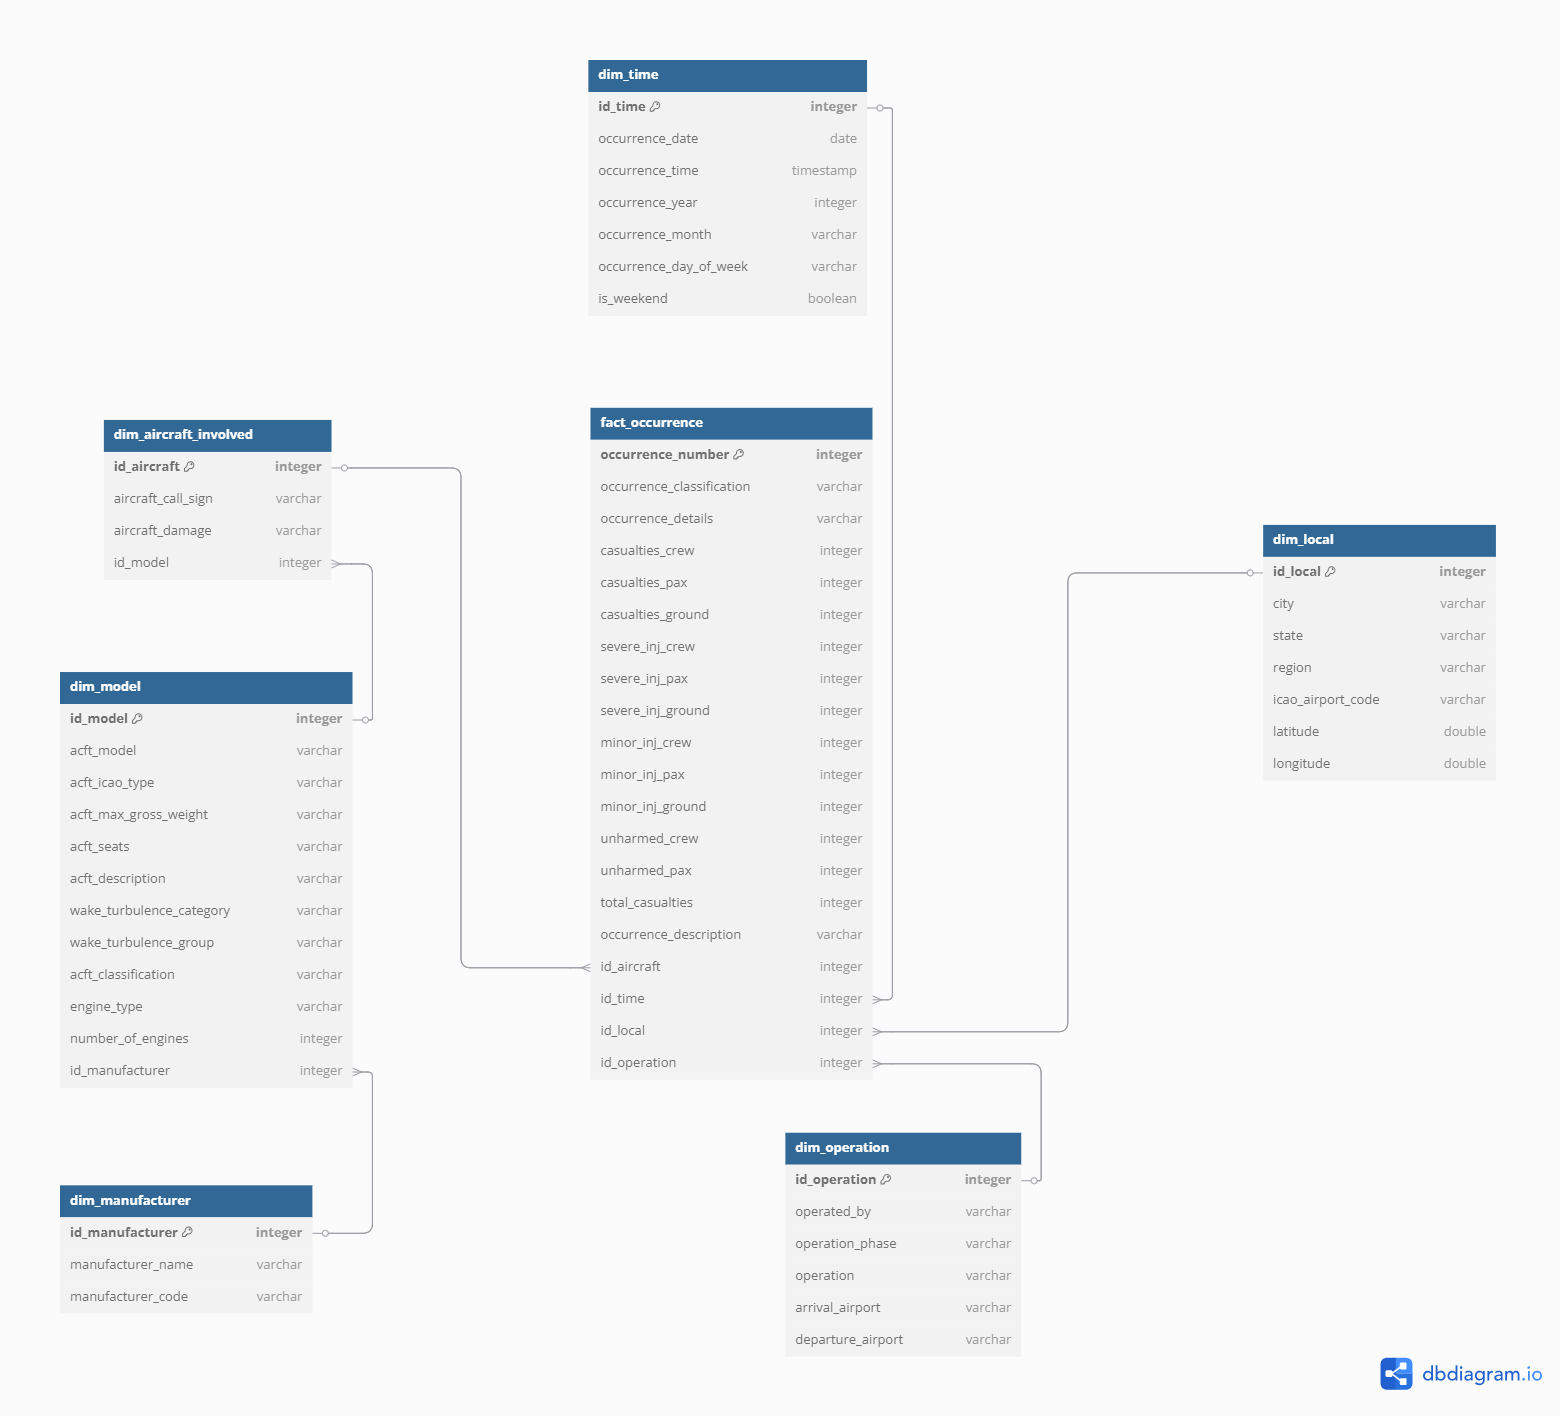 dim_time
id_time integer
occurrence_date date
occurrence_time timestamp
occurrence_year integer
occurrence_month varchar
occurrence_day_of_week varchar
is_weekend boolean
dim_aircraft_involved
id_aircraft integer
aircraft_call_sign varchar
aircraft_damage varchar
id_model integer
fact_occurrence
occurrence_number integer
occurrence_classification varchar
occurrence_details varchar
casualties_crew integer
casualties_pax integer
casualties_ground integer
severe_inj_crew integer
severe_inj_pax integer
severe_inj_ground integer
minor_inj_crew integer
minor_inj_pax integer
minor_inj_ground integer
unharmed_crew integer
unharmed_pax integer
total_casualties integer
occurrence_description varchar
id_aircraft integer
id_time integer
id_local integer
id_operation integer
dim_local
id_local integer
city varchar
state varchar
region varchar
icao_airport_code varchar
latitude double
longitude double
dim_model
id_model integer
acft_model varchar
acft_icao_type varchar
acft_max_gross_weight varchar
acft_seats varchar
acft_description varchar
wake_turbulence_category varchar
wake_turbulence_group varchar
acft_classification varchar
engine_type varchar
number_of_engines integer
id_manufacturer integer
dim_manufacturer
id_manufacturer integer
manufacturer_name varchar
manufacturer_code varchar
dim_operation
id_operation integer
operated_by varchar
operation_phase varchar
operation varchar
arrival_airport varchar
departure_airport varchar
dbdiagram.io